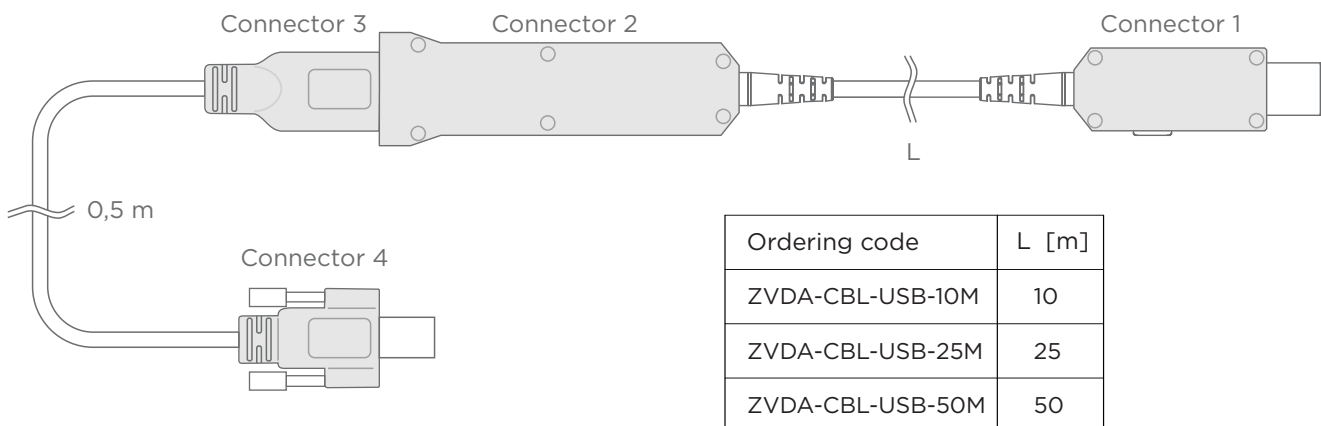 Connector 3
Connector 2
Connector 1
L
0,5 m
Connector 4
Ordering code L [m]
ZVDA-CBL-USB-10M 10
ZVDA-CBL-USB-25M 25
ZVDA-CBL-USB-50M 50